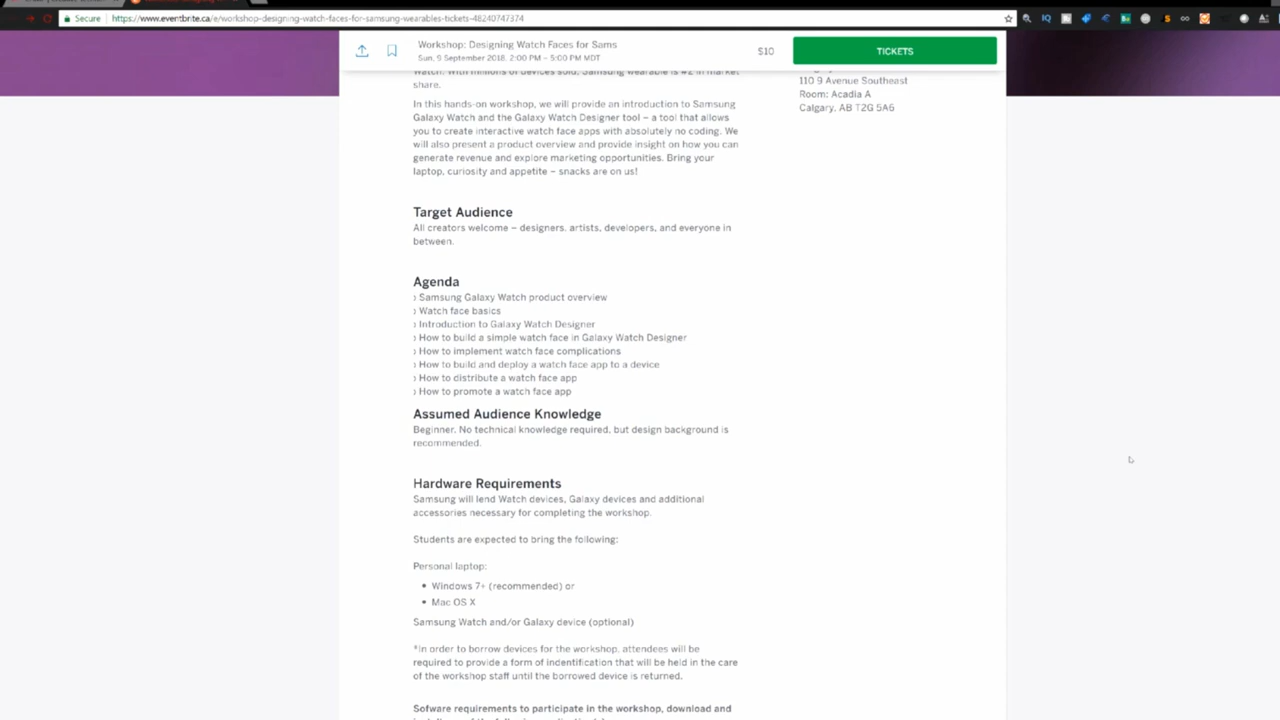 Secure
https://www.eventbrite.ca/e/workshop-designing-watch-faces-for-samsung-wearables-tickets-48240747374
Workshop: Designing Watch Faces for Sams
Sun, 9 September 2018, 2:00 PM – 5:00 PM MDT
$10
TICKETS
Watch. With millions of devices sold, Samsung wearable is #2 in market
share.
In this hands-on workshop, we will provide an introduction to Samsung
Galaxy Watch and the Galaxy Watch Designer tool – a tool that allows
you to create interactive watch face apps with absolutely no coding. We
will also present a product overview and provide insight on how you can
generate revenue and explore marketing opportunities. Bring your
laptop, curiosity and appetite – snacks are on us!
110 9 Avenue Southeast
Room: Acadia A
Calgary, AB T2G 5A6
Target Audience
All creators welcome – designers, artists, developers, and everyone in
between.
Agenda
› Samsung Galaxy Watch product overview
› Watch face basics
› Introduction to Galaxy Watch Designer
› How to build a simple watch face in Galaxy Watch Designer
› How to implement watch face complications
› How to build and deploy a watch face app to a device
› How to distribute a watch face app
› How to promote a watch face app
Assumed Audience Knowledge
Beginner. No technical knowledge required, but design background is
recommended.
Hardware Requirements
Samsung will lend Watch devices, Galaxy devices and additional
accessories necessary for completing the workshop.
Students are expected to bring the following:
Personal laptop:
• Windows 7+ (recommended) or
• Mac OS X
Samsung Watch and/or Galaxy device (optional)
*In order to borrow devices for the workshop, attendees will be
required to provide a form of indentification that will be held in the care
of the workshop staff until the borrowed device is returned.
Sofware requirements to participate in the workshop, download and